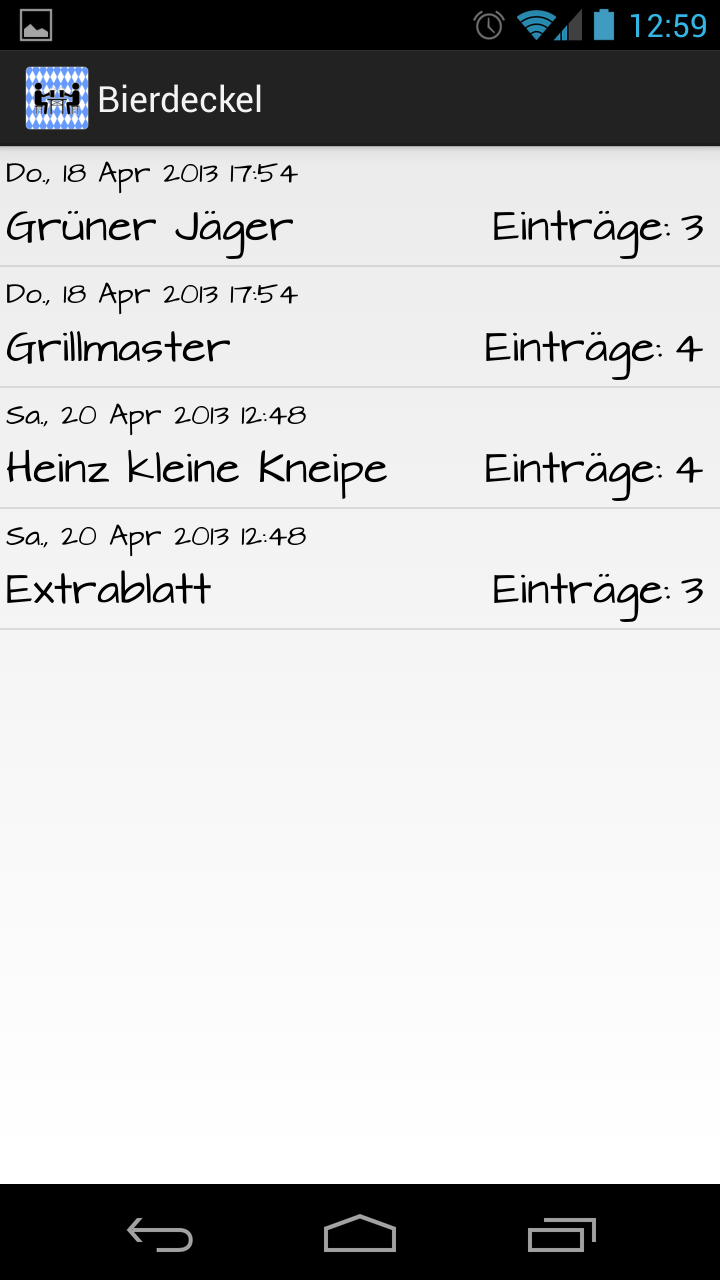 12:59
Bierdeckel
Do., 18 Apr 2013 17:54
Grüner Jäger Einträge: 3
Do., 18 Apr 2013 17:54
Grillmaster Einträge: 4
Sa., 20 Apr 2013 12:48
Heinz kleine Kneipe Einträge: 4
Sa., 20 Apr 2013 12:48
Extrablatt Einträge: 3